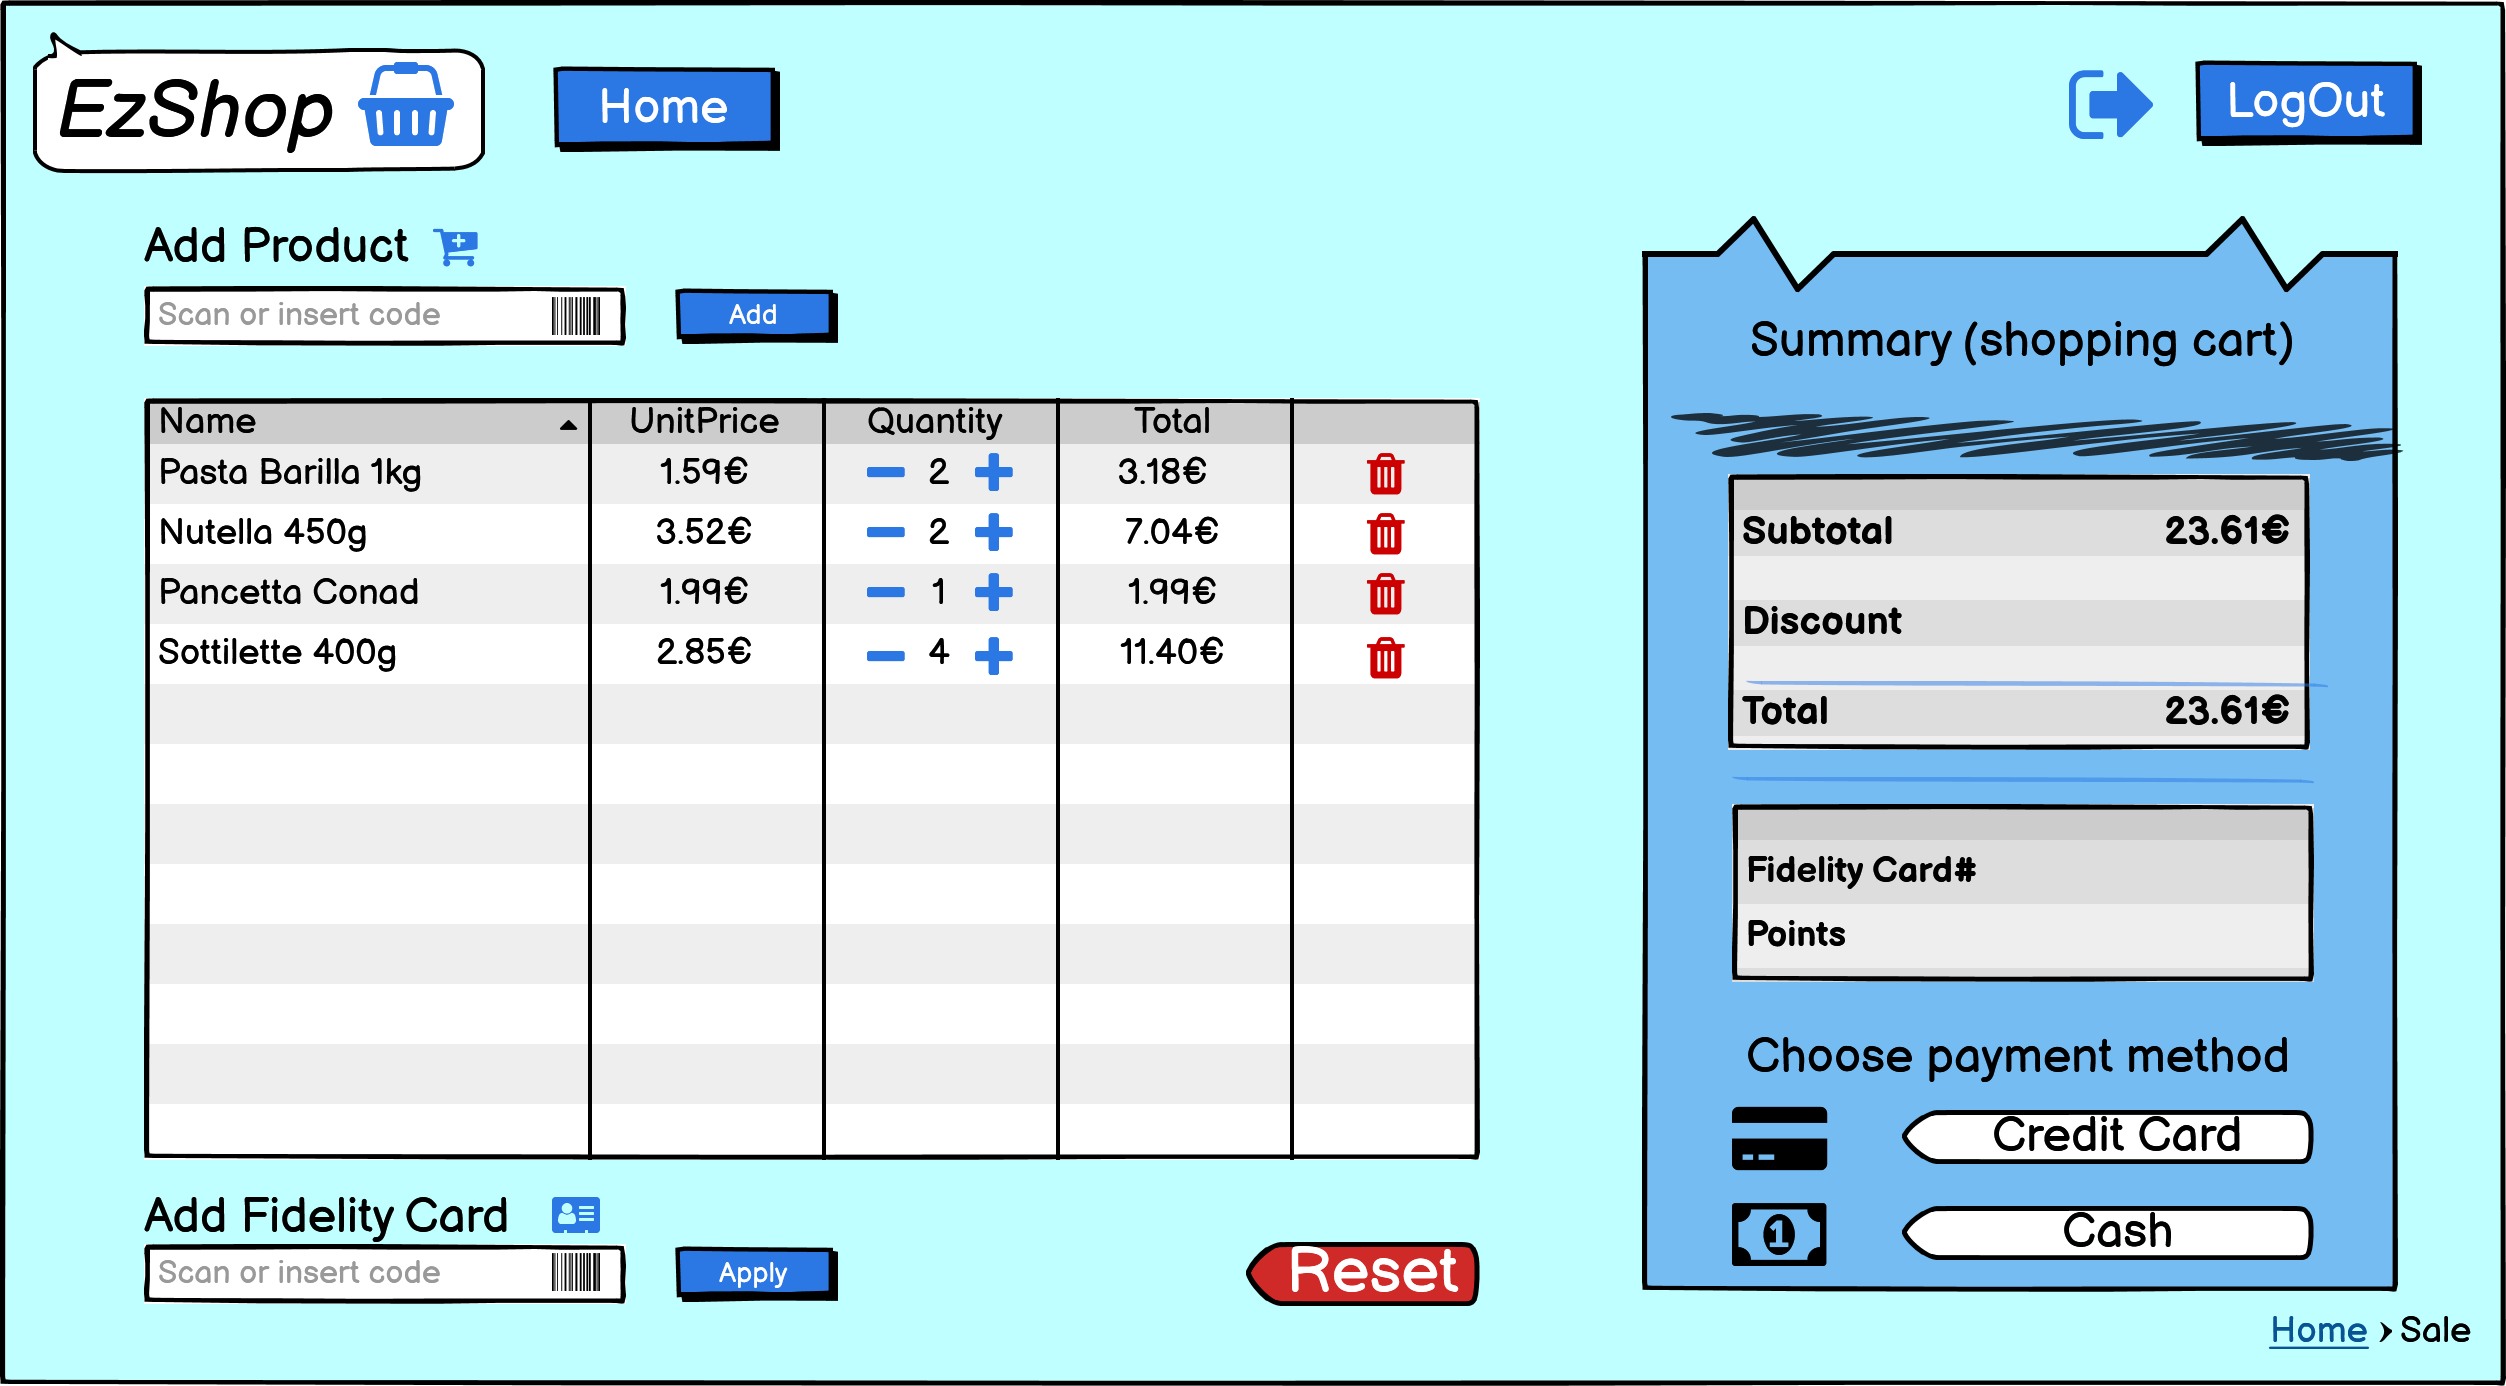 EzShop
Home
LogOut
Add Product
Scan or insert code
Add
Name UnitPrice Quantity Total
Pasta Barilla 1kg 1.59€ 2 3.18€
Nutella 450g 3.52€ 2 7.04€
Pancetta Conad 1.99€ 1 1.99€
Sottilette 400g 2.85€ 4 11.40€
Add Fidelity Card
Scan or insert code
Apply
Reset
Summary (shopping cart)
Subtotal 23.61€
Discount
Total 23.61€
Fidelity Card#
Points
Choose payment method
Credit Card
1
Cash
Home › Sale